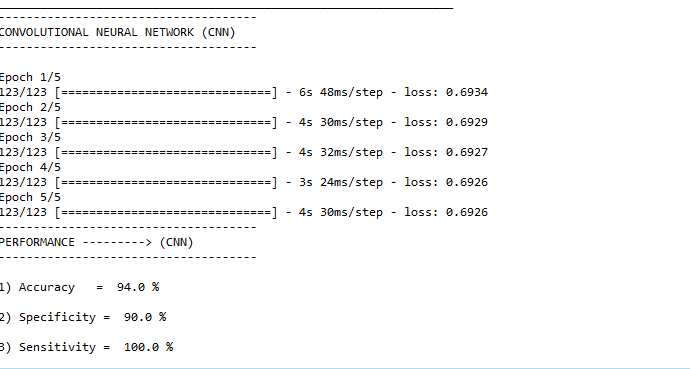 -------------------------------------
CONVOLUTIONAL NEURAL NETWORK (CNN)
-------------------------------------
Epoch 1/5
123/123 [==============================] - 6s 48ms/step - loss: 0.6934
Epoch 2/5
123/123 [==============================] - 4s 30ms/step - loss: 0.6929
Epoch 3/5
123/123 [==============================] - 4s 32ms/step - loss: 0.6927
Epoch 4/5
123/123 [==============================] - 3s 24ms/step - loss: 0.6926
Epoch 5/5
123/123 [==============================] - 4s 30ms/step - loss: 0.6926
-------------------------------------
PERFORMANCE ---------> (CNN)
-------------------------------------
1) Accuracy   =  94.0 %
2) Specificity =  90.0 %
3) Sensitivity =  100.0 %